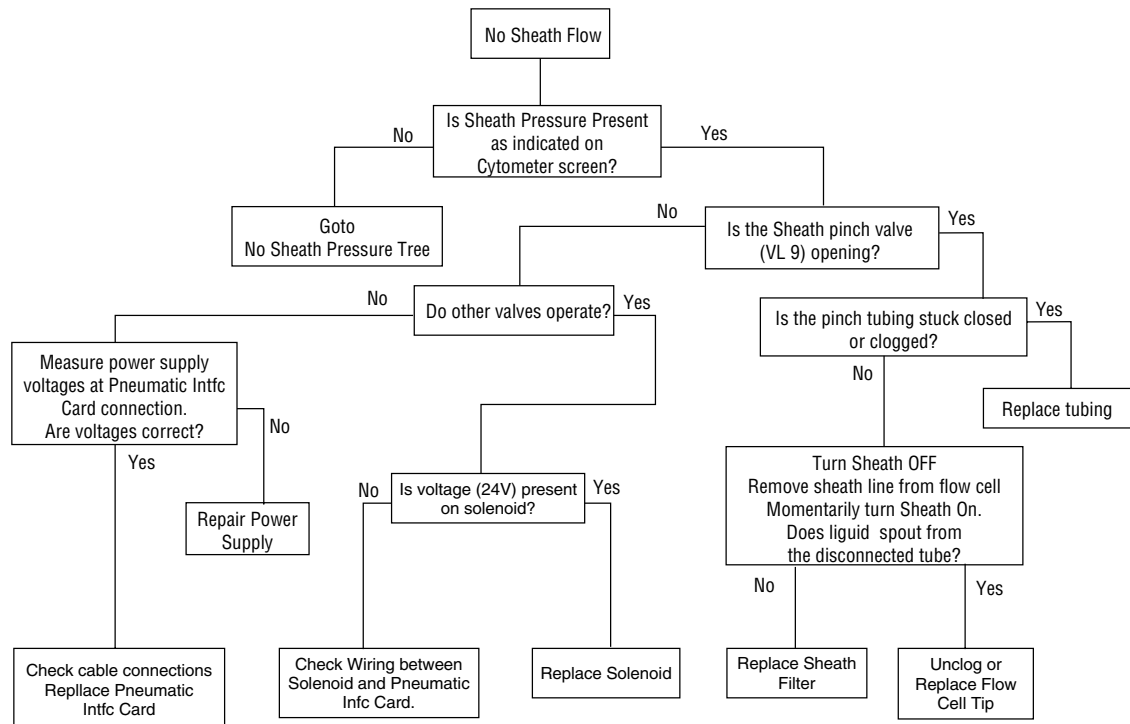 No Sheath Flow
Is Sheath Pressure Present
as indicated on
Cytometer screen?
No
Yes
Goto
No Sheath Pressure Tree
Is the Sheath pinch valve
(VL 9) opening?
No
Yes
Do other valves operate?
No
Yes
Is the pinch tubing stuck closed
or clogged?
Yes
No
Replace tubing
Measure power supply
voltages at Pneumatic Intfc
Card connection.
Are voltages correct?
No
Yes
Repair Power
Supply
Is voltage (24V) present
on solenoid?
No
Yes
Turn Sheath OFF
Remove sheath line from flow cell
Momentarily turn Sheath On.
Does liguid spout from
the disconnected tube?
No
Yes
Check cable connections
Repllace Pneumatic
Intfc Card
Check Wiring between
Solenoid and Pneumatic
Infc Card.
Replace Solenoid
Replace Sheath
Filter
Unclog or
Replace Flow
Cell Tip